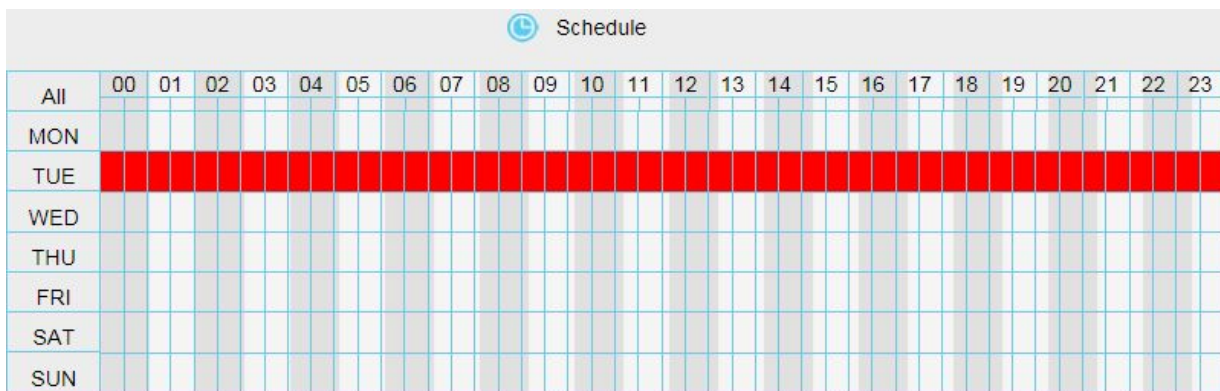 Schedule
All 00 01 02 03 04 05 06 07 08 09 10 11 12 13 14 15 16 17 18 19 20 21 22 23
MON
TUE
WED
THU
FRI
SAT
SUN